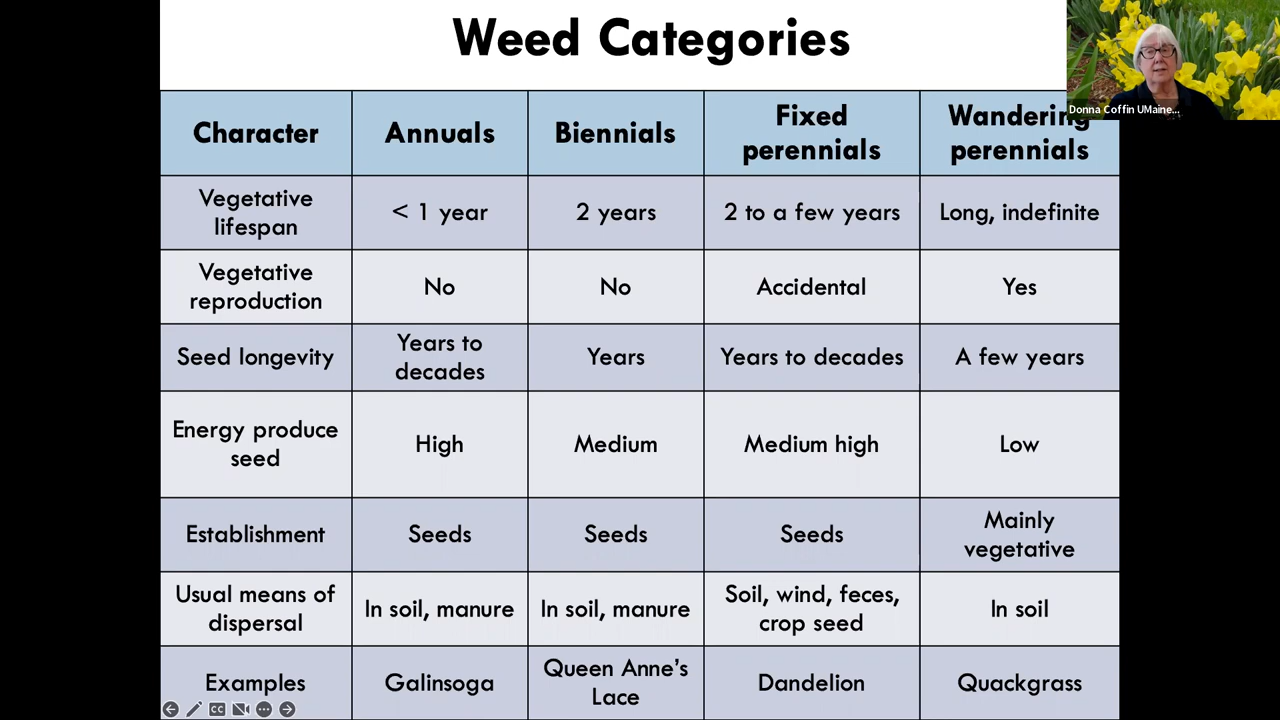 Weed Categories
Donna Coffin UMaine...
Character
Annuals
Biennials
Fixed
perennials
Wandering
perennials
Vegetative
lifespan
< 1 year
2 years
2 to a few years
Long, indefinite
Vegetative
reproduction
No
No
Accidental
Yes
Seed longevity
Years to
decades
Years
Years to decades
A few years
Energy produce
seed
High
Medium
Medium high
Low
Establishment
Seeds
Seeds
Seeds
Mainly
vegetative
Usual means of
dispersal
In soil, manure
In soil, manure
Soil, wind, feces,
crop seed
In soil
Examples
Galinsoga
Queen Anne's
Lace
Dandelion
Quackgrass
CC